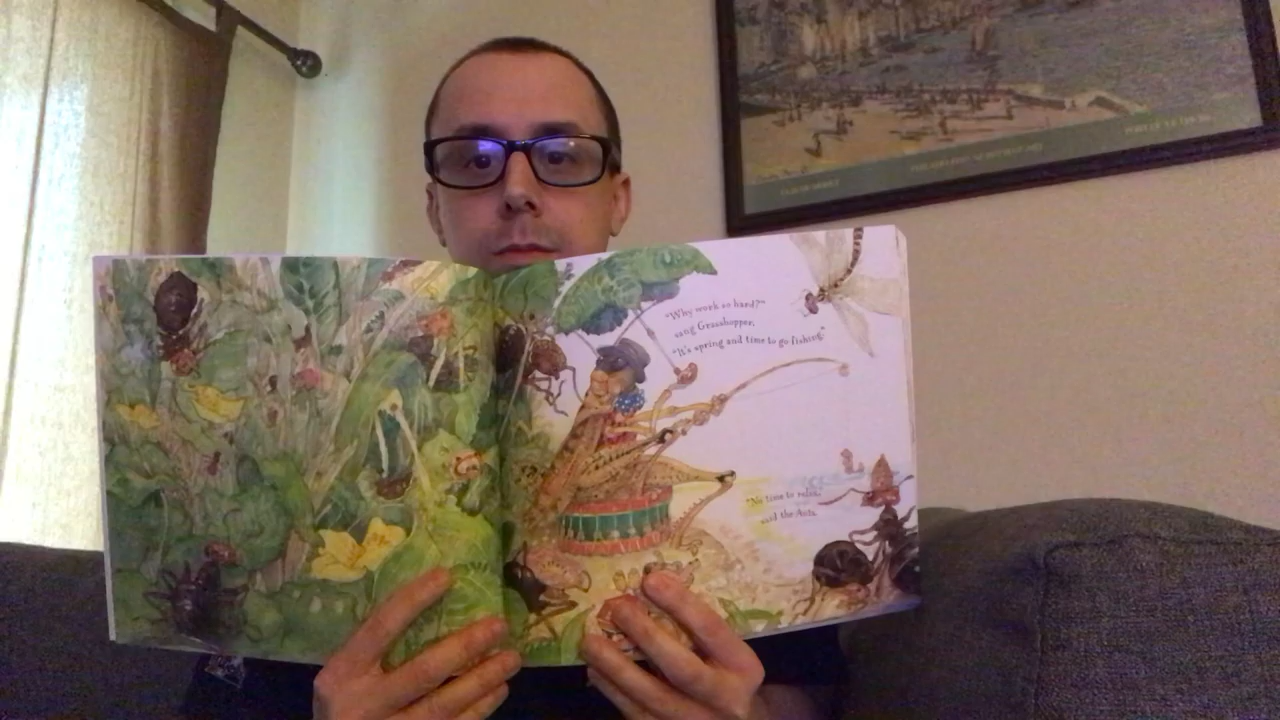 "Why work so hard?"
sang Grasshopper.
"It's spring and time to go fishing."
"No time to relax,"
said the Ants.